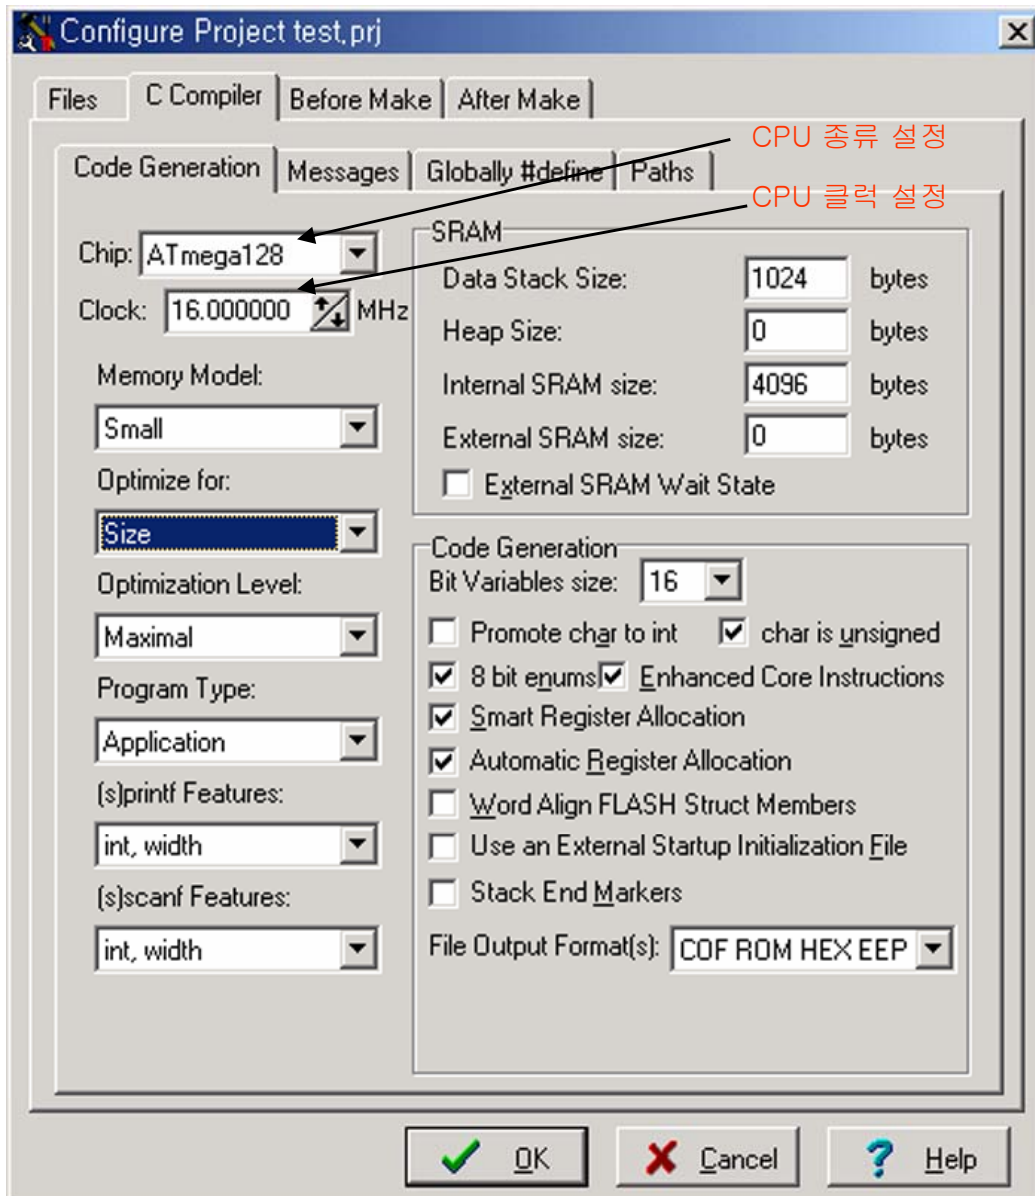 Configure Project test.prj
Files C Compiler Before Make After Make
CPU 종류 설정
Code Generation Messages Globally #define Paths
CPU 클럭 설정
Chip: ATmega128
Clock: 16.000000 MHz
Memory Model:
Small
Optimize for:
Size
Optimization Level:
Maximal
Program Type:
Application
(s)printf Features:
int, width
(s)scanf Features:
int, width
SRAM
Data Stack Size: 1024 bytes
Heap Size: 0 bytes
Internal SRAM size: 4096 bytes
External SRAM size: 0 bytes
External SRAM Wait State
Code Generation
Bit Variables size: 16
Promote char to int char is unsigned
8 bit enums Enhanced Core Instructions
Smart Register Allocation
Automatic Register Allocation
Word Align FLASH Struct Members
Use an External Startup Initialization File
Stack End Markers
File Output Format(s): COF ROM HEX EEP
OK Cancel Help